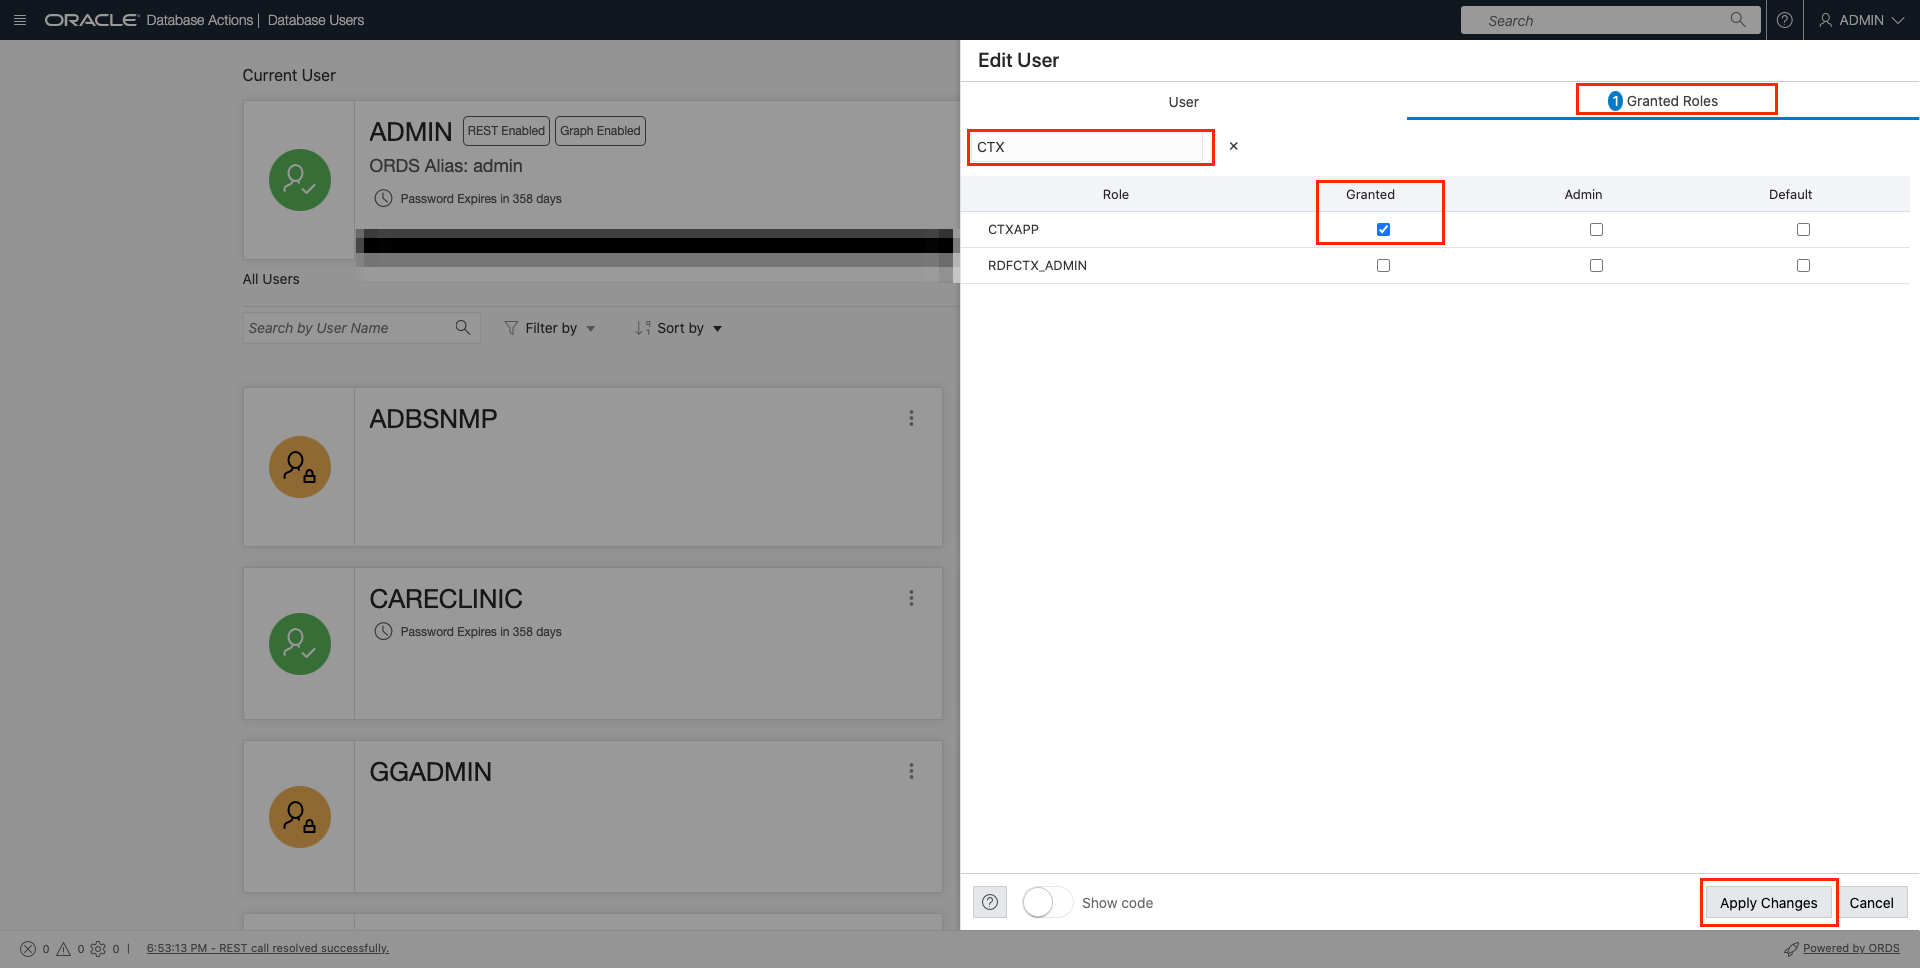 ORACLE Database Actions | Database Users
Search
ADMIN
Current User
ADMIN REST Enabled Graph Enabled
ORDS Alias: admin
Password Expires in 358 days
All Users
Search by User Name Filter by Sort by
ADBSNMP
CARECLINIC
Password Expires in 358 days
GGADMIN
Edit User
User 1 Granted Roles
CTX ×
Role Granted Admin Default
CTXAPP
RDFCTX_ADMIN
? Show code Apply Changes Cancel
0 0 0 | 6:53:13 PM - REST call resolved successfully. Powered by ORDS